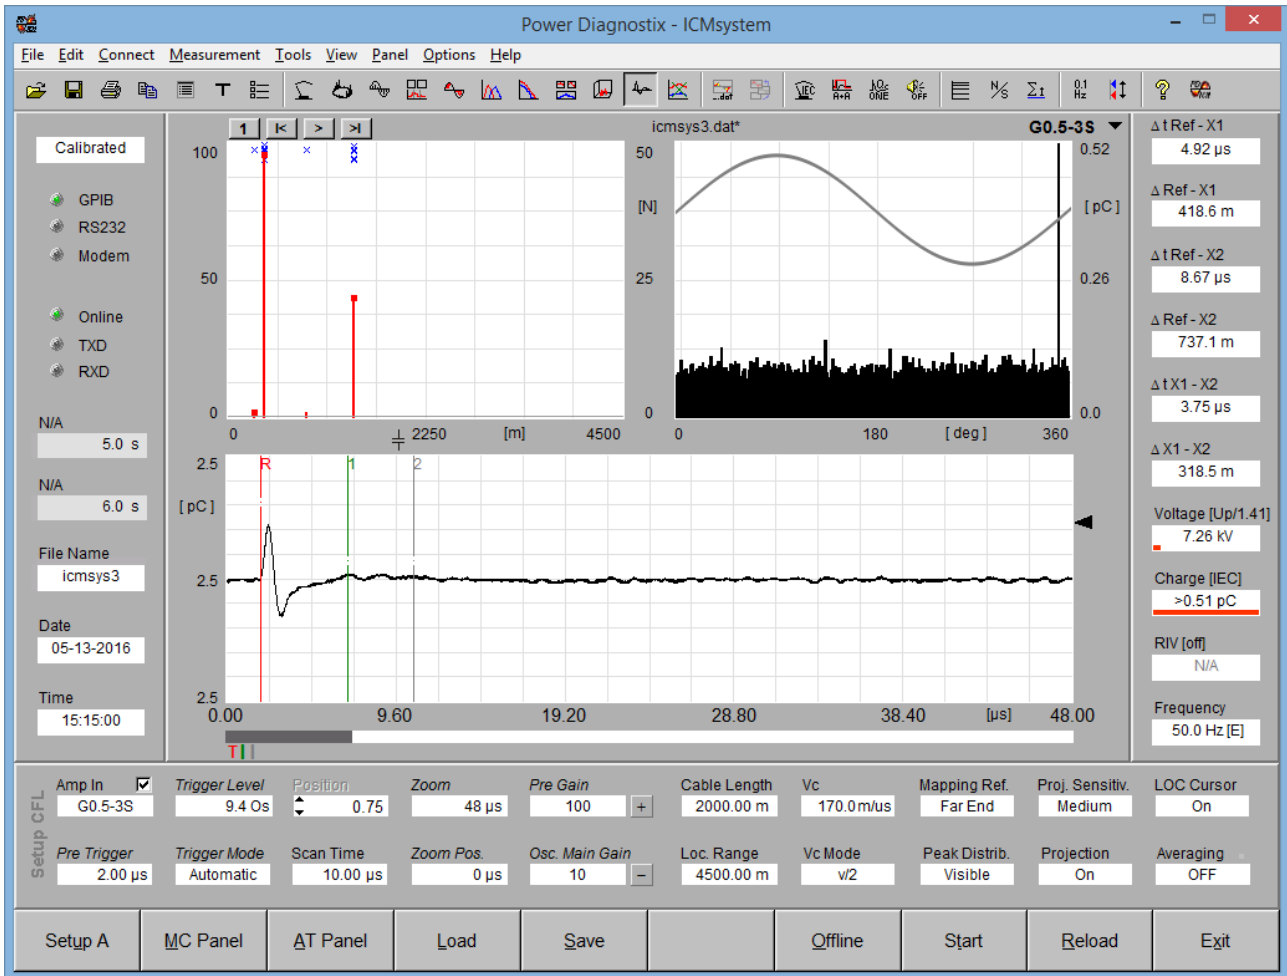 Power Diagnostix - ICMsystem
File Edit Connect Measurement Tools View Panel Options Help
1 |< > >| icmsys3.dat* G0.5-3S
Calibrated
GPIB
RS232
Modem
Online
TXD
RXD
N/A
5.0 s
N/A
6.0 s
File Name
icmsys3
Date
05-13-2016
Time
15:15:00
100
50
0
0 2250 [m] 4500
50 0.52
[N] [pC]
25 0.26
0 0.0
0 180 [deg] 360
2.5 R 1 2
[pC]
2.5
2.5
0.00 9.60 19.20 28.80 38.40 [µs] 48.00
T
Δ t Ref - X1
4.92 µs
Δ Ref - X1
418.6 m
Δ t Ref - X2
8.67 µs
Δ Ref - X2
737.1 m
Δ t X1 - X2
3.75 µs
Δ X1 - X2
318.5 m
Voltage [Up/1.41]
7.26 kV
Charge [IEC]
>0.51 pC
RIV [off]
N/A
Frequency
50.0 Hz [E]
Setup CFL
Amp In Trigger Level Position Zoom Pre Gain Cable Length Vc Mapping Ref. Proj. Sensitiv. LOC Cursor
G0.5-3S 9.4 Os 0.75 48 µs 100 + 2000.00 m 170.0 m/us Far End Medium On
Pre Trigger Trigger Mode Scan Time Zoom Pos. Osc. Main Gain Loc. Range Vc Mode Peak Distrib. Projection Averaging
2.00 µs Automatic 10.00 µs 0 µs 10 − 4500.00 m v/2 Visible On OFF
Setup A MC Panel AT Panel Load Save Offline Start Reload Exit